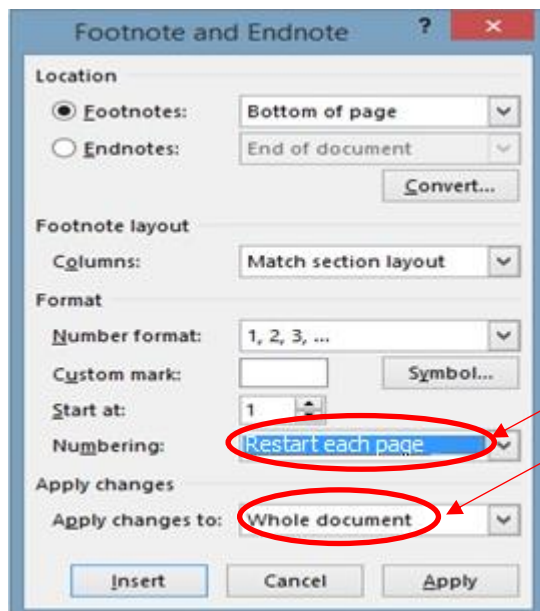 Footnote and Endnote ?
Location
Footnotes: Bottom of page
Endnotes: End of document
Convert...
Footnote layout
Columns: Match section layout
Format
Number format: 1, 2, 3, ...
Custom mark: Symbol...
Start at: 1
Numbering: Restart each page
Apply changes
Apply changes to: Whole document
Insert Cancel Apply